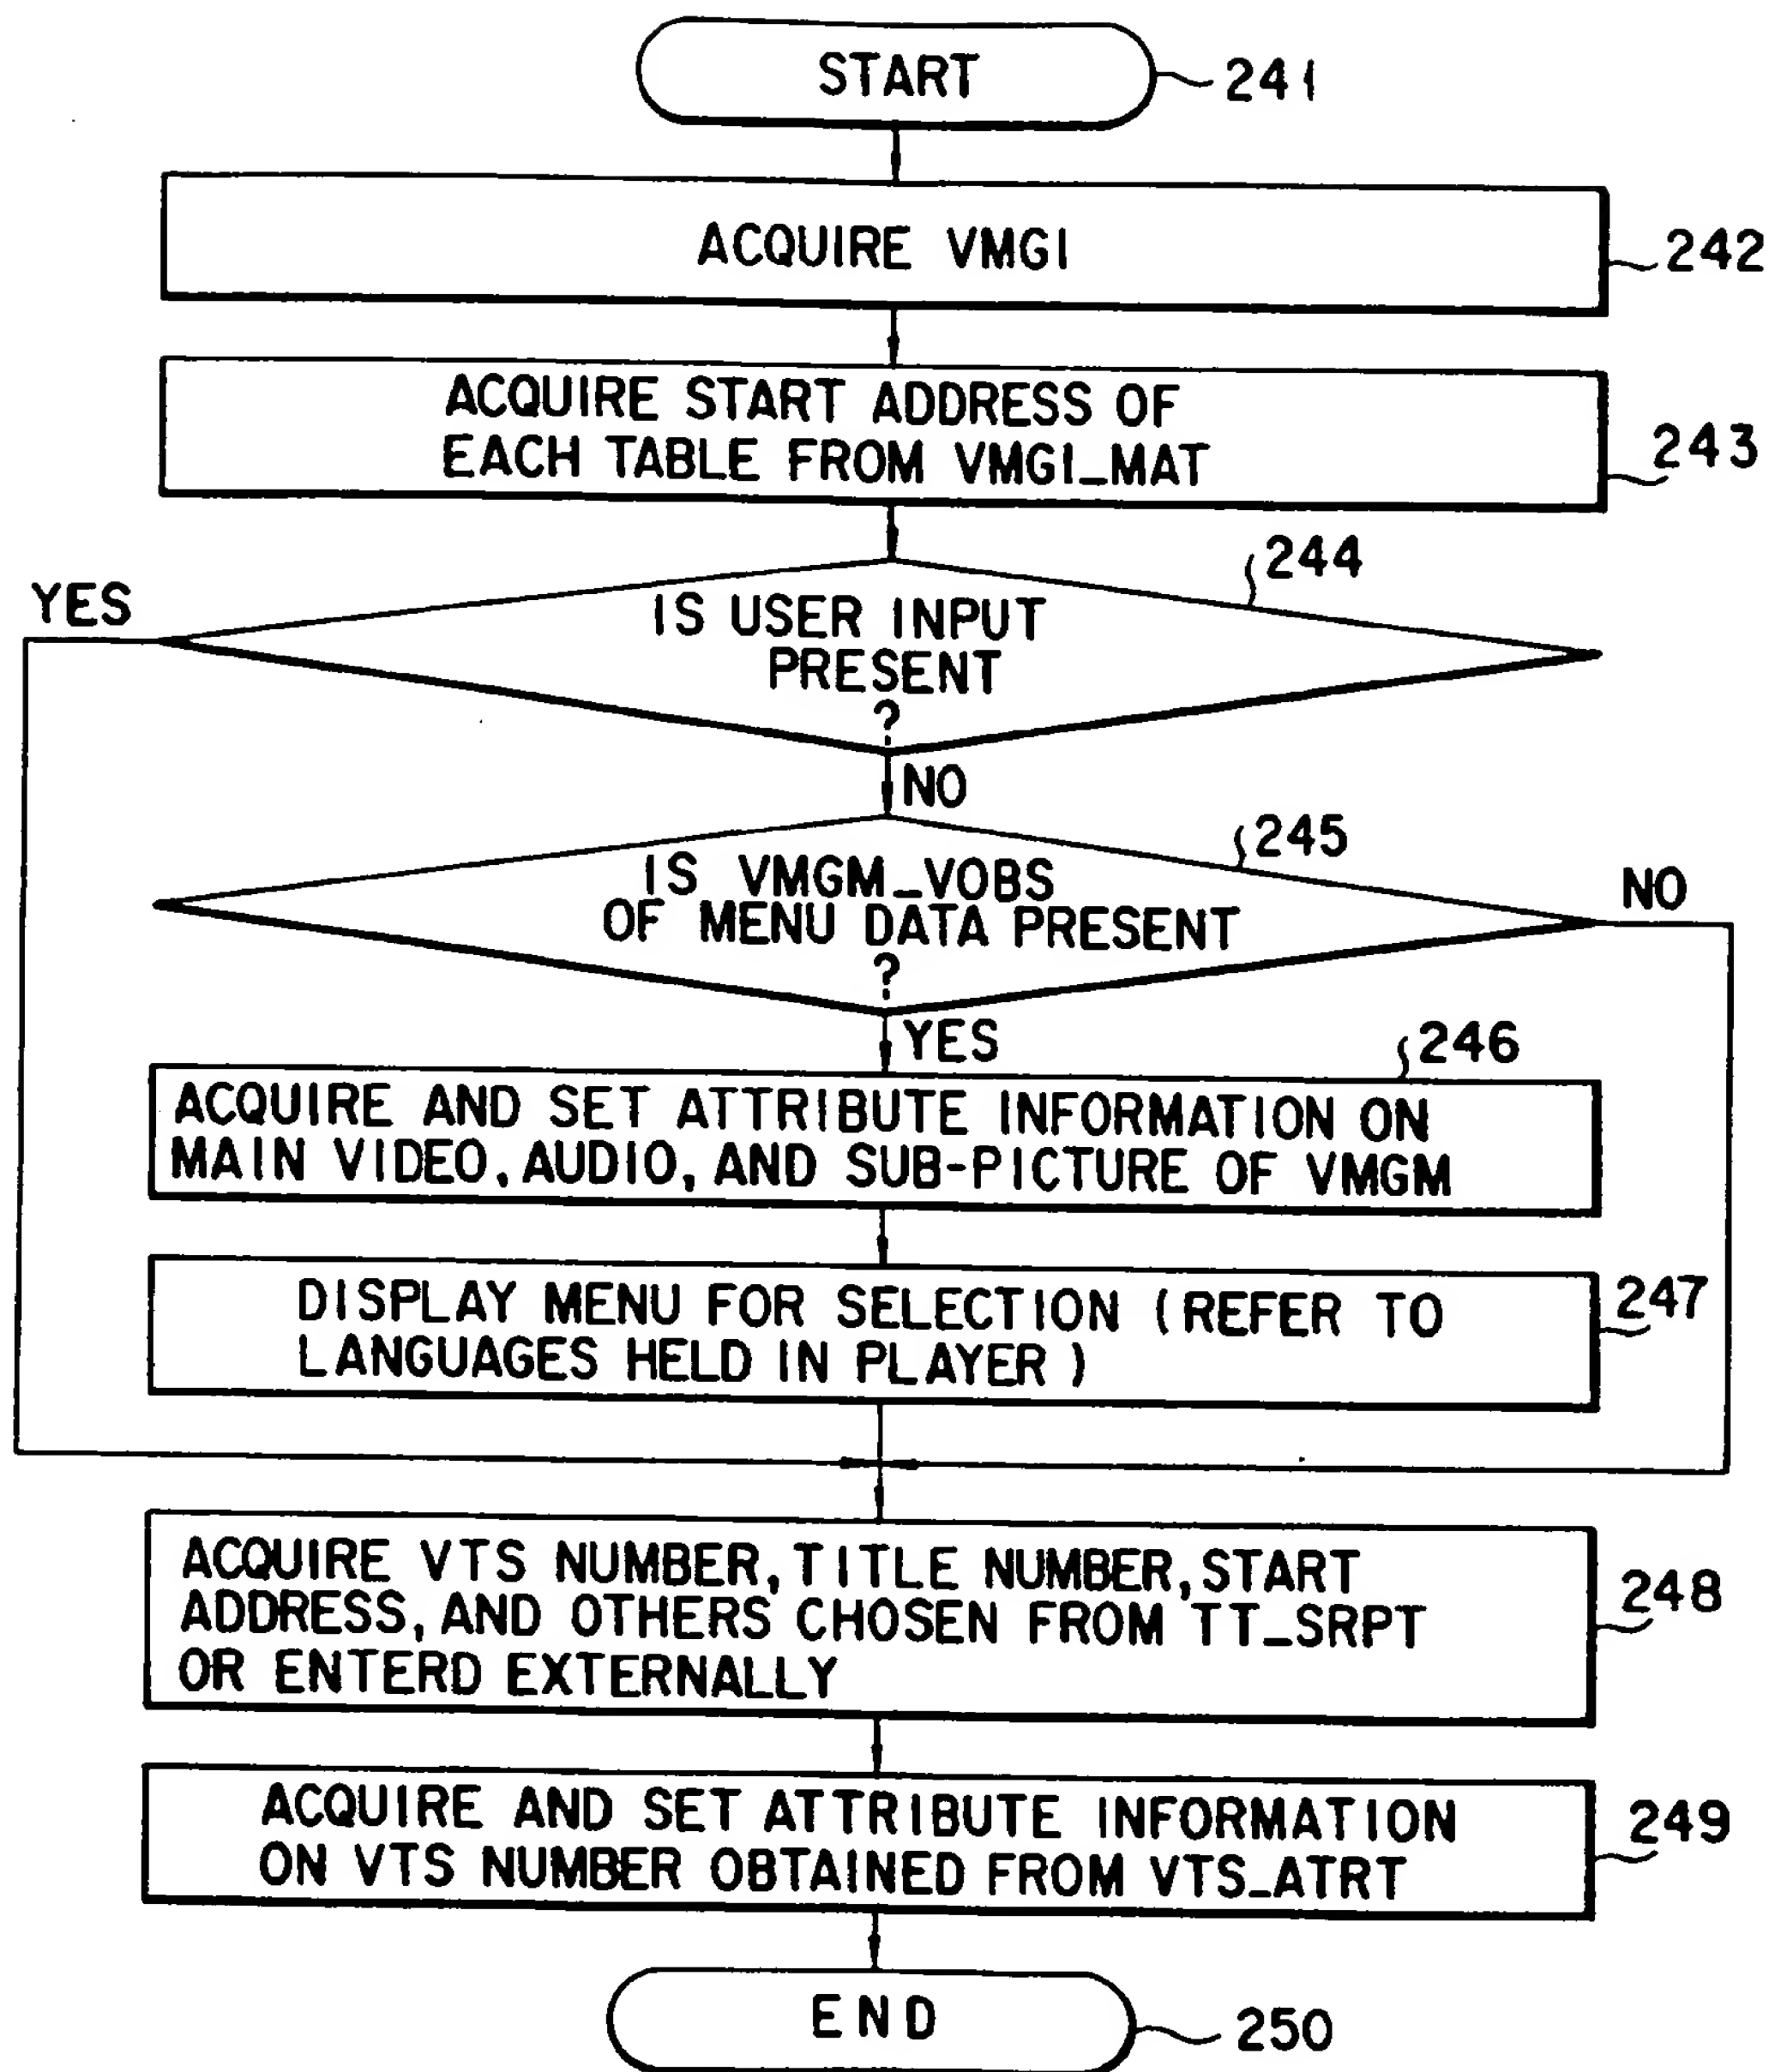 START
241
ACQUIRE VMGI
242
ACQUIRE START ADDRESS OF
EACH TABLE FROM VMGI_MAT
243
244
YES
IS USER INPUT
PRESENT
?
NO
245
IS VMGM_VOBS
OF MENU DATA PRESENT
?
NO
YES
246
ACQUIRE AND SET ATTRIBUTE INFORMATION ON
MAIN VIDEO, AUDIO, AND SUB-PICTURE OF VMGM
DISPLAY MENU FOR SELECTION (REFER TO
LANGUAGES HELD IN PLAYER)
247
ACQUIRE VTS NUMBER, TITLE NUMBER, START
ADDRESS, AND OTHERS CHOSEN FROM TT_SRPT
OR ENTERD EXTERNALLY
248
ACQUIRE AND SET ATTRIBUTE INFORMATION
ON VTS NUMBER OBTAINED FROM VTS_ATRT
249
END
250